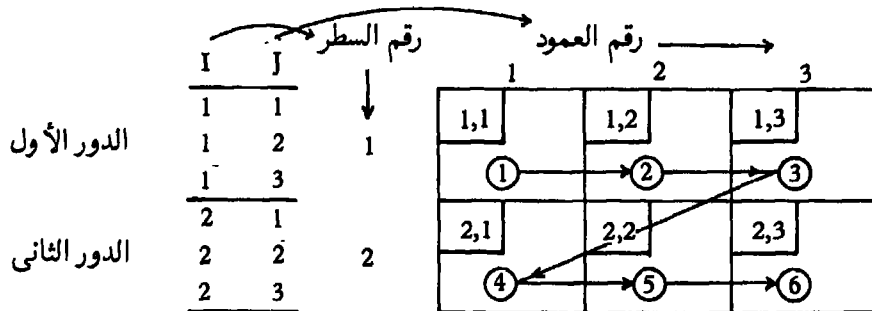 رقم السطر رقم العمود
I J 1 2 3
1 1 1,1 1,2 1,3
الدور الأول 1 2 1
1 3 ① ② ③
2 1 2,1 2,2 2,3
الدور الثانى 2 2 2
2 3 ④ ⑤ ⑥